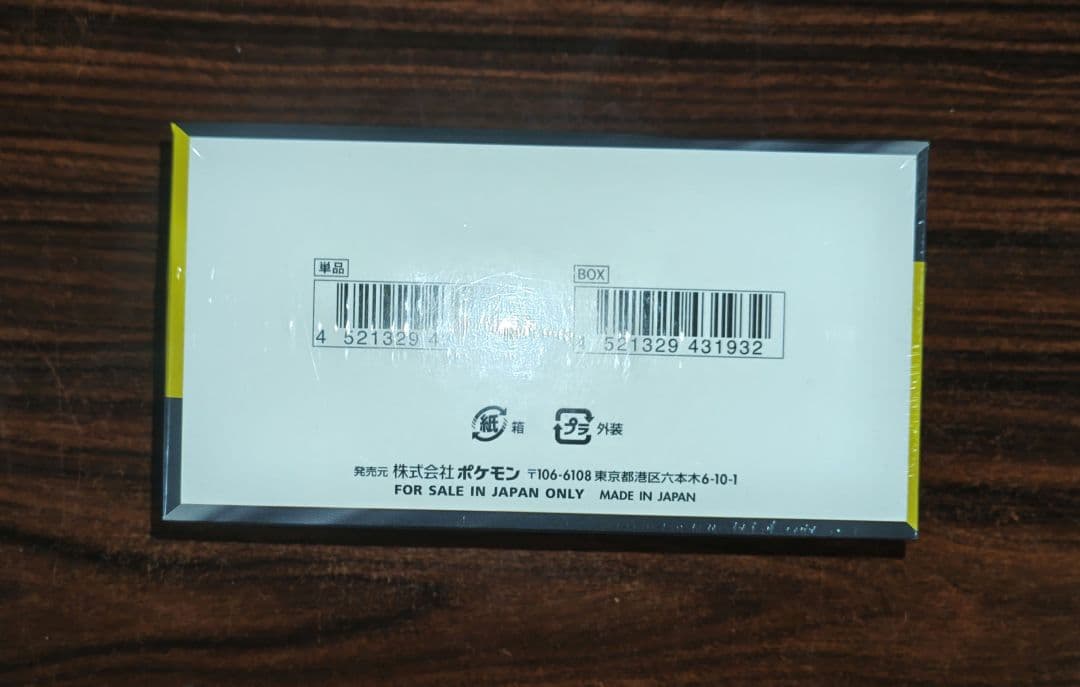 単品
BOX
4 521329 4
4 521329 431932
紙 箱
プラ 外装
発売元 株式会社ポケモン 〒106-6108 東京都港区六本木6-10-1
FOR SALE IN JAPAN ONLY MADE IN JAPAN